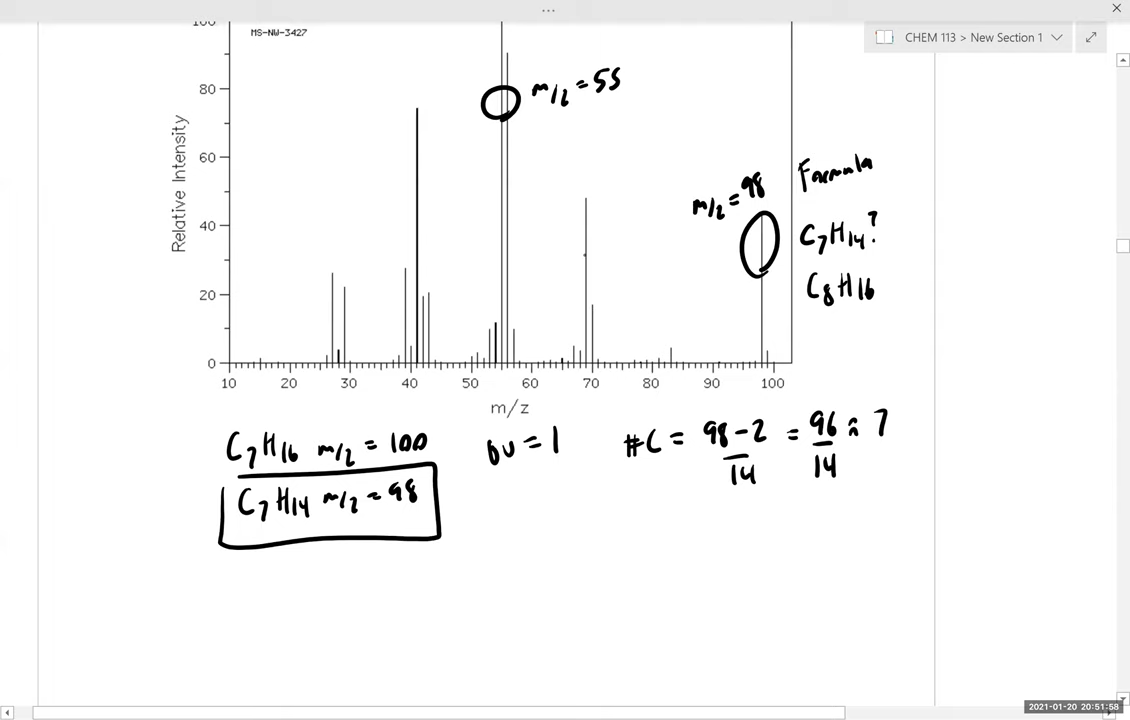 CHEM 113 > New Section 1
MS-NW-3427
100
80
60
40
20
0
Relative Intensity
10 20 30 40 50 60 70 80 90 100
m/z
m/z = 55
m/z = 98
Formula
C7H14?
C8H16
C7H16 m/z = 100
C7H14 m/z = 98
DU = 1
#C = 98-2/14 = 96/14 ≈ 7
2021-01-20 20:51:58